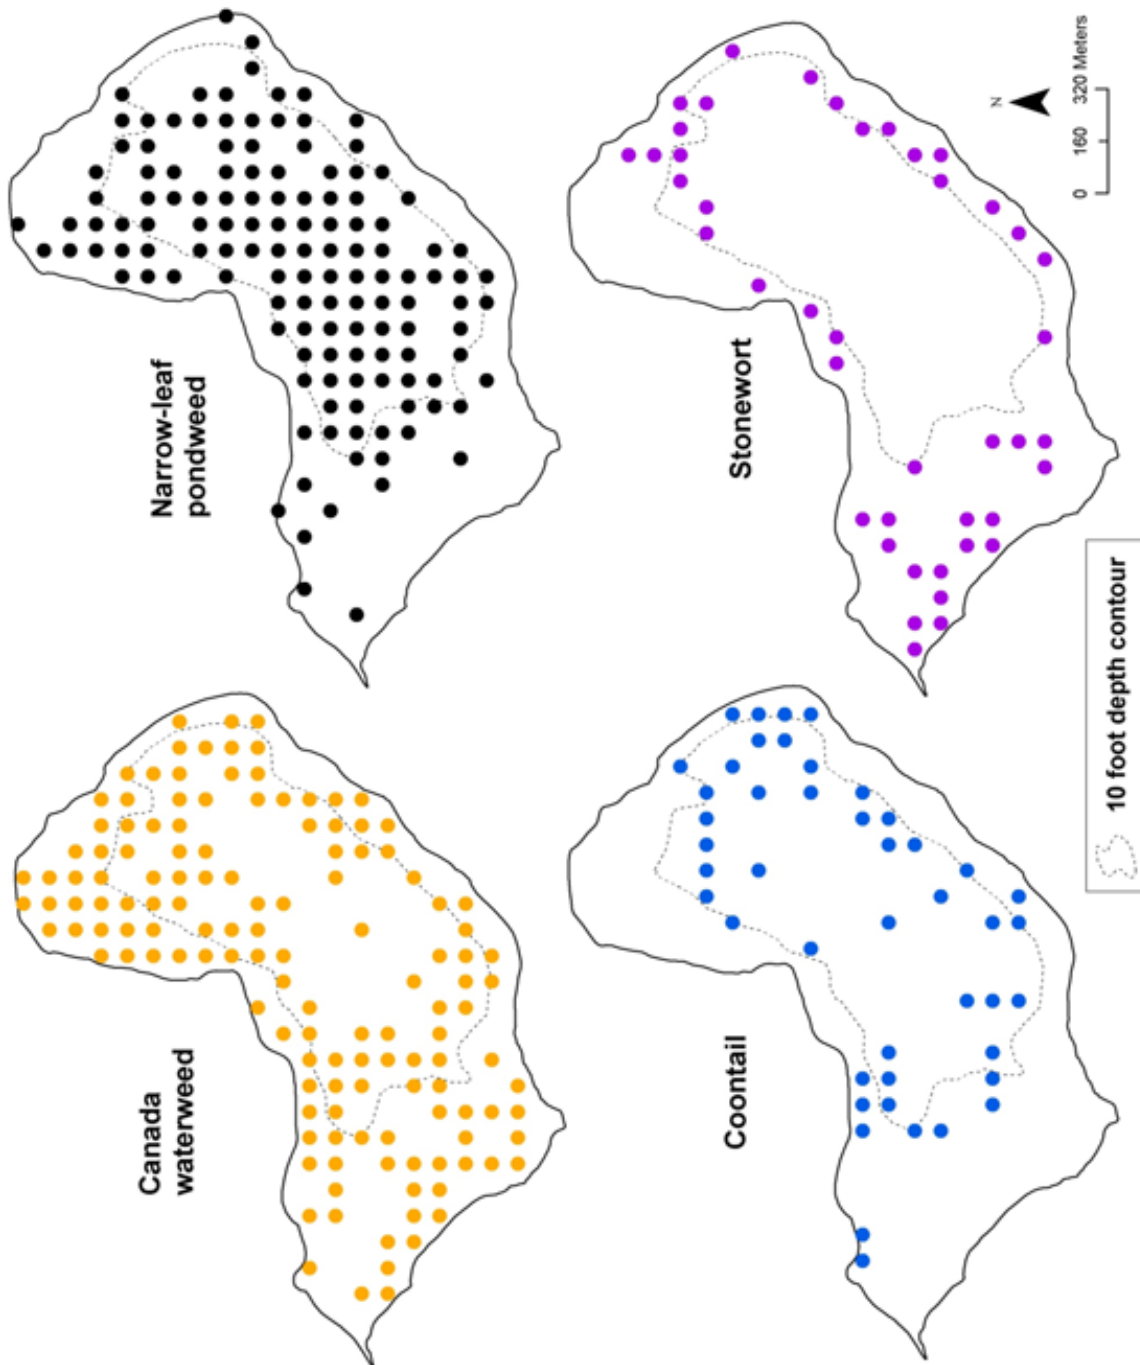 Canada
waterweed
Narrow-leaf
pondweed
Coontail
Stonewort
N
0 160 320 Meters
10 foot depth contour